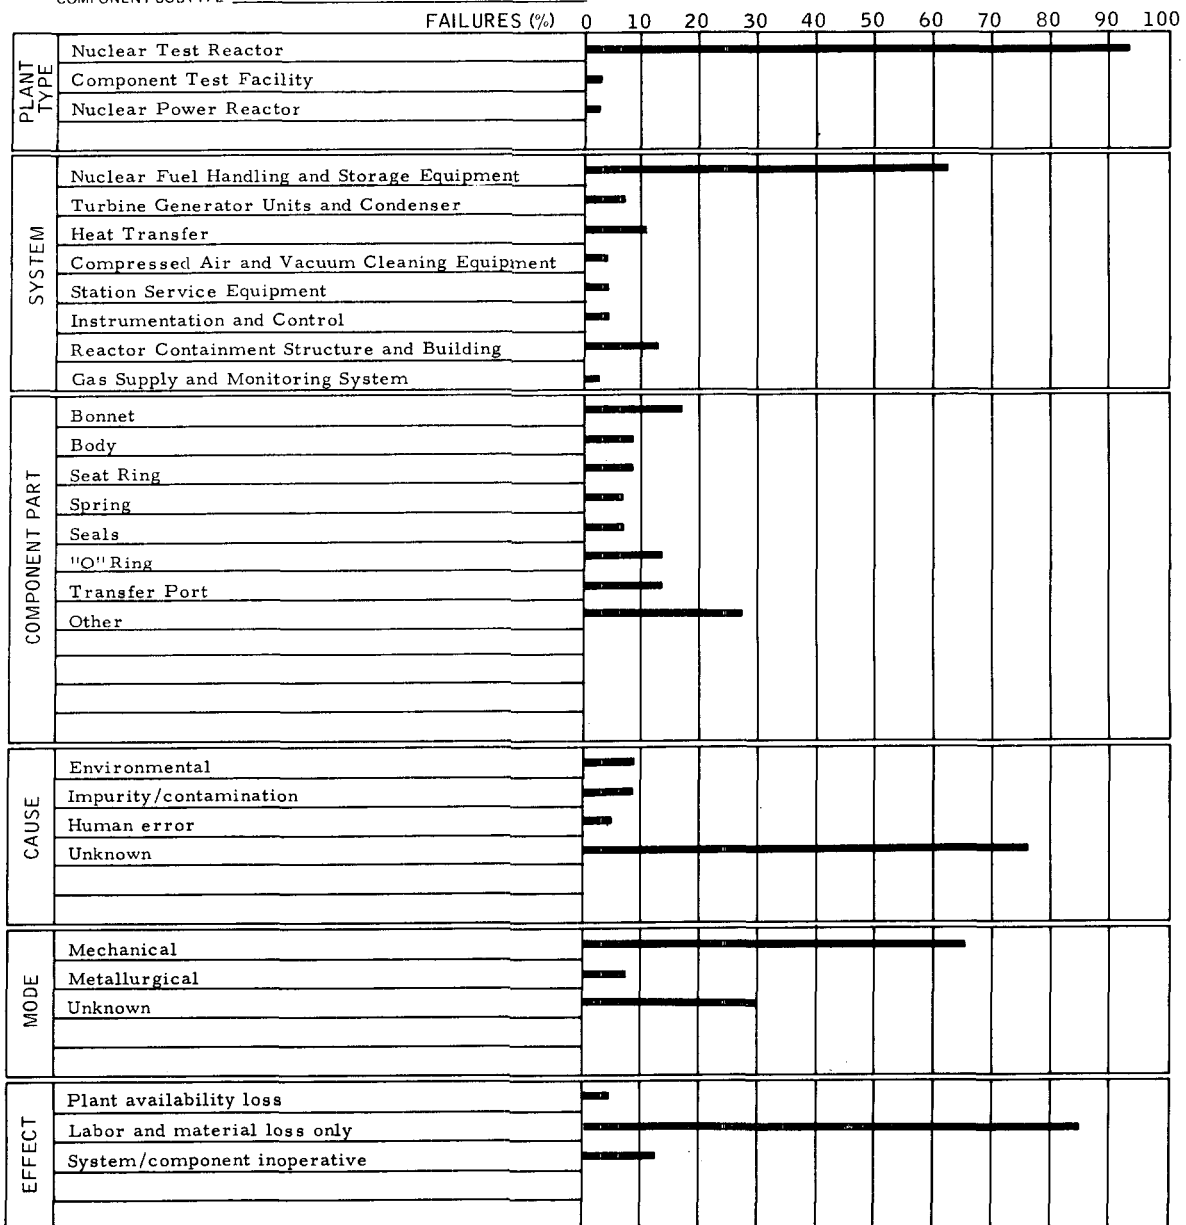 FAILURES (%) 0 10 20 30 40 50 60 70 80 90 100
PLANT TYPE
Nuclear Test Reactor
Component Test Facility
Nuclear Power Reactor
SYSTEM
Nuclear Fuel Handling and Storage Equipment
Turbine Generator Units and Condenser
Heat Transfer
Compressed Air and Vacuum Cleaning Equipment
Station Service Equipment
Instrumentation and Control
Reactor Containment Structure and Building
Gas Supply and Monitoring System
COMPONENT PART
Bonnet
Body
Seat Ring
Spring
Seals
"O" Ring
Transfer Port
Other
CAUSE
Environmental
Impurity/contamination
Human error
Unknown
MODE
Mechanical
Metallurgical
Unknown
EFFECT
Plant availability loss
Labor and material loss only
System/component inoperative